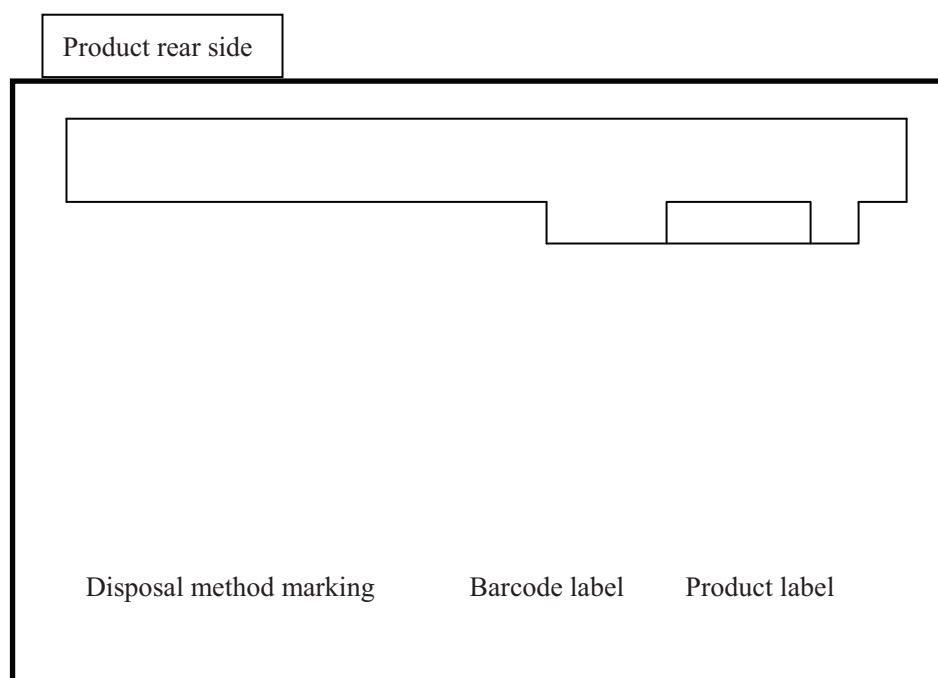 Product rear side
Disposal method marking
Barcode label
Product label